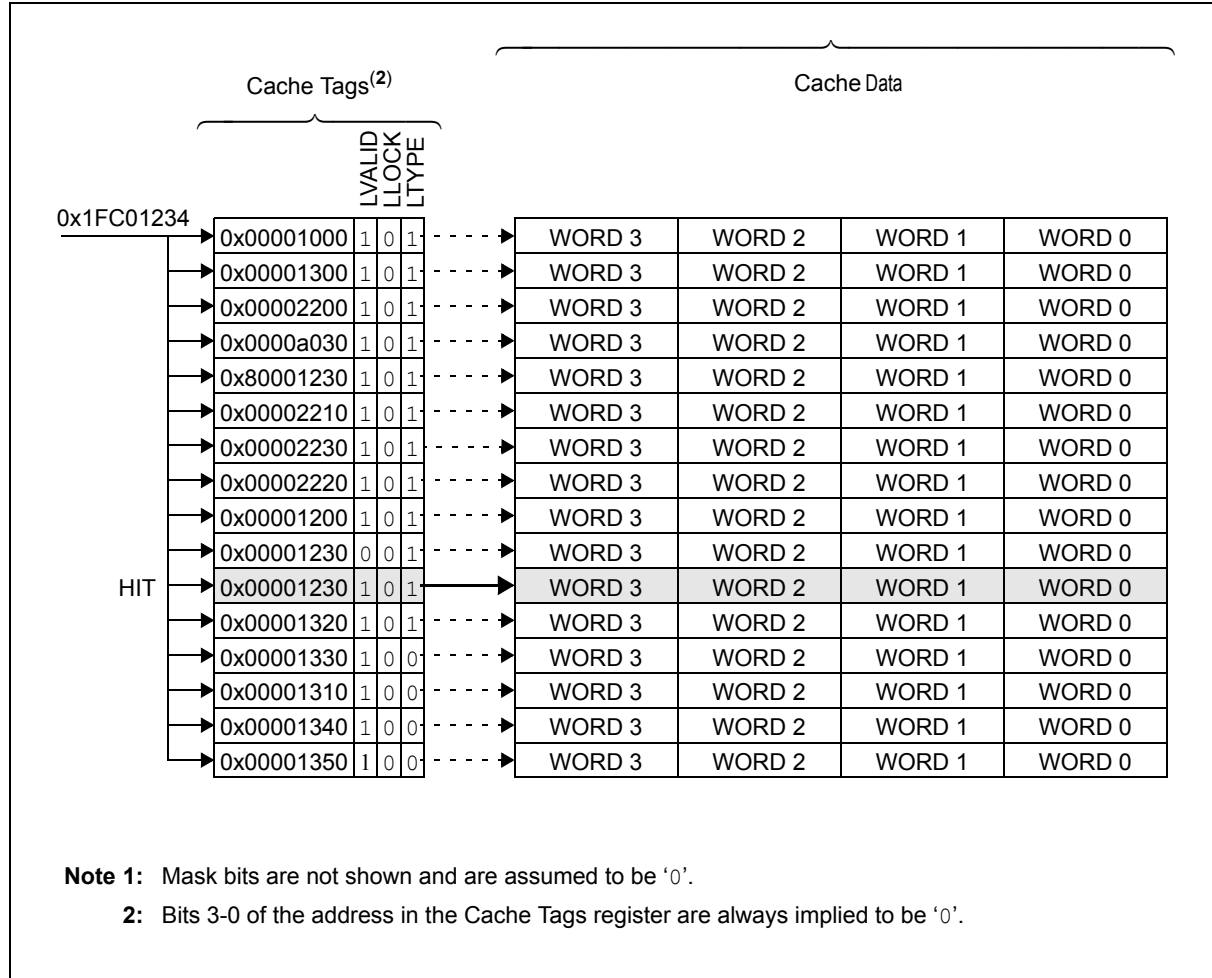 Cache Tags(2)
Cache Data
LVALID
LLOCK
LTYPE
0x1FC01234
0x00001000 1 0 1 WORD 3 WORD 2 WORD 1 WORD 0
0x00001300 1 0 1 WORD 3 WORD 2 WORD 1 WORD 0
0x00002200 1 0 1 WORD 3 WORD 2 WORD 1 WORD 0
0x0000a030 1 0 1 WORD 3 WORD 2 WORD 1 WORD 0
0x80001230 1 0 1 WORD 3 WORD 2 WORD 1 WORD 0
0x00002210 1 0 1 WORD 3 WORD 2 WORD 1 WORD 0
0x00002230 1 0 1 WORD 3 WORD 2 WORD 1 WORD 0
0x00002220 1 0 1 WORD 3 WORD 2 WORD 1 WORD 0
0x00001200 1 0 1 WORD 3 WORD 2 WORD 1 WORD 0
0x00001230 0 0 1 WORD 3 WORD 2 WORD 1 WORD 0
HIT 0x00001230 1 0 1 WORD 3 WORD 2 WORD 1 WORD 0
0x00001320 1 0 1 WORD 3 WORD 2 WORD 1 WORD 0
0x00001330 1 0 0 WORD 3 WORD 2 WORD 1 WORD 0
0x00001310 1 0 0 WORD 3 WORD 2 WORD 1 WORD 0
0x00001340 1 0 0 WORD 3 WORD 2 WORD 1 WORD 0
0x00001350 1 0 0 WORD 3 WORD 2 WORD 1 WORD 0
Note 1: Mask bits are not shown and are assumed to be ‘0’.
2: Bits 3-0 of the address in the Cache Tags register are always implied to be ‘0’.